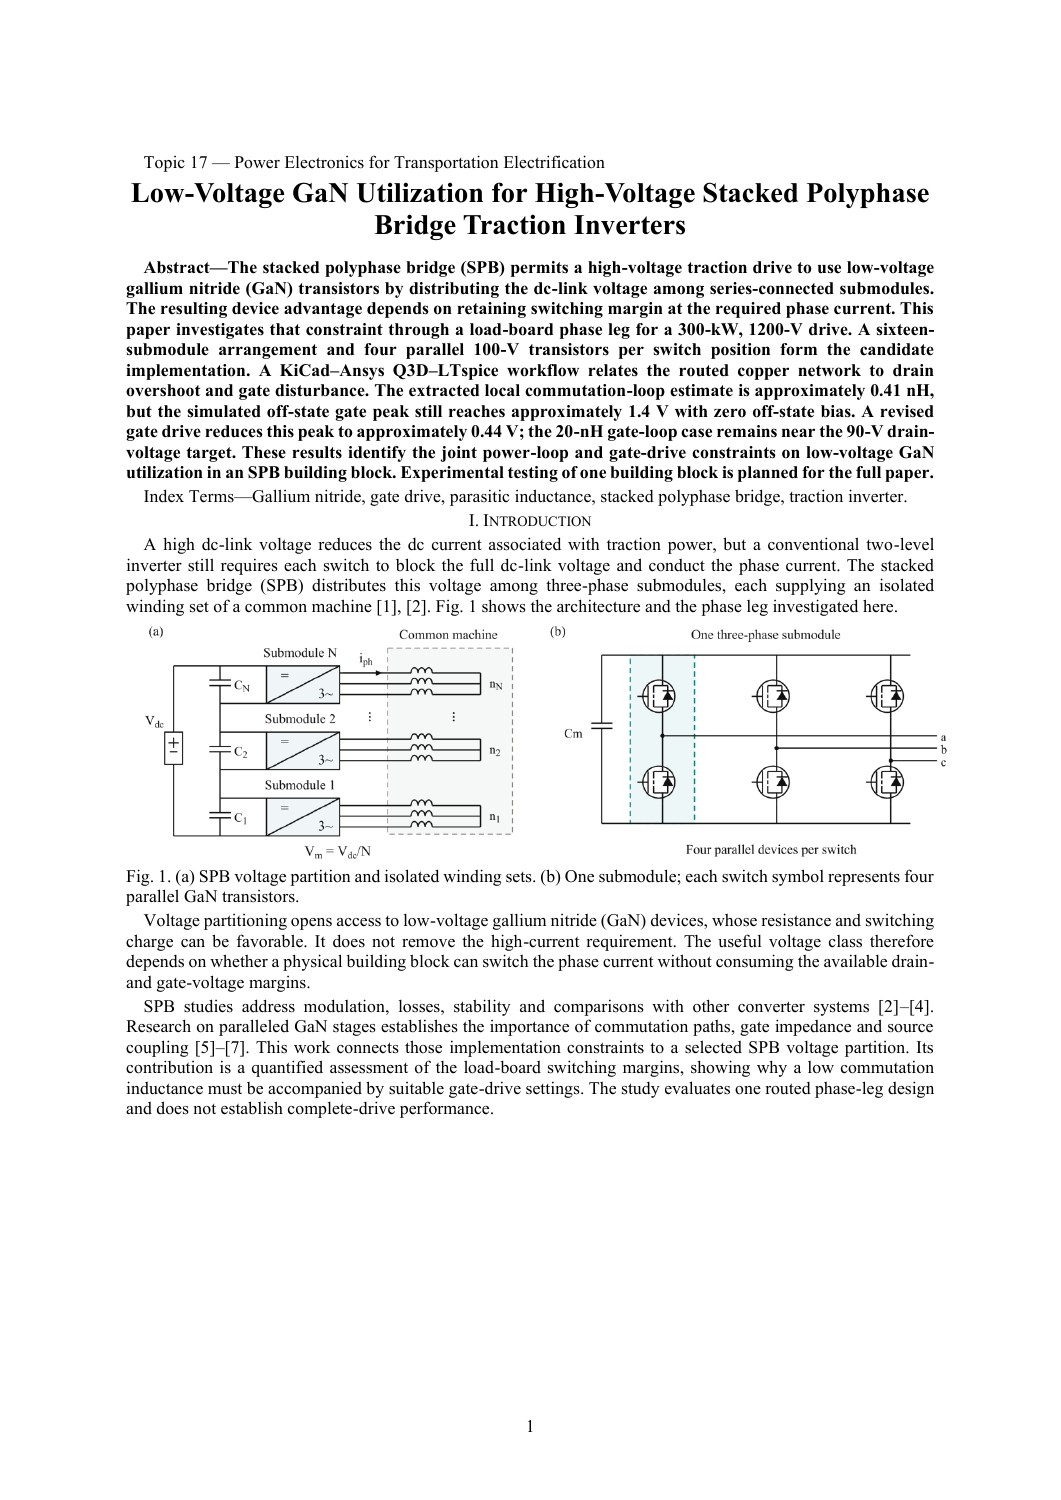 Topic 17 — Power Electronics for Transportation Electrification
Low-Voltage GaN Utilization for High-Voltage Stacked Polyphase
Bridge Traction Inverters
Abstract—The stacked polyphase bridge (SPB) permits a high-voltage traction drive to use low-voltage
gallium nitride (GaN) transistors by distributing the dc-link voltage among series-connected submodules.
The resulting device advantage depends on retaining switching margin at the required phase current. This
paper investigates that constraint through a load-board phase leg for a 300-kW, 1200-V drive. A sixteen-
submodule arrangement and four parallel 100-V transistors per switch position form the candidate
implementation. A KiCad–Ansys Q3D–LTspice workflow relates the routed copper network to drain
overshoot and gate disturbance. The extracted local commutation-loop estimate is approximately 0.41 nH,
but the simulated off-state gate peak still reaches approximately 1.4 V with zero off-state bias. A revised
gate drive reduces this peak to approximately 0.44 V; the 20-nH gate-loop case remains near the 90-V drain-
voltage target. These results identify the joint power-loop and gate-drive constraints on low-voltage GaN
utilization in an SPB building block. Experimental testing of one building block is planned for the full paper.
Index Terms—Gallium nitride, gate drive, parasitic inductance, stacked polyphase bridge, traction inverter.
I. INTRODUCTION
A high dc-link voltage reduces the dc current associated with traction power, but a conventional two-level
inverter still requires each switch to block the full dc-link voltage and conduct the phase current. The stacked
polyphase bridge (SPB) distributes this voltage among three-phase submodules, each supplying an isolated
winding set of a common machine [1], [2]. Fig. 1 shows the architecture and the phase leg investigated here.
(a)
Common machine
Submodule N
iph
=
3~
CN
nN
Vdc
Submodule 2
⋮
⋮
=
3~
C2
n2
Submodule 1
=
3~
C1
n1
Vm = Vdc/N
(b)
One three-phase submodule
Cm
a
b
c
Four parallel devices per switch
Fig. 1. (a) SPB voltage partition and isolated winding sets. (b) One submodule; each switch symbol represents four
parallel GaN transistors.
Voltage partitioning opens access to low-voltage gallium nitride (GaN) devices, whose resistance and switching
charge can be favorable. It does not remove the high-current requirement. The useful voltage class therefore
depends on whether a physical building block can switch the phase current without consuming the available drain-
and gate-voltage margins.
SPB studies address modulation, losses, stability and comparisons with other converter systems [2]–[4].
Research on paralleled GaN stages establishes the importance of commutation paths, gate impedance and source
coupling [5]–[7]. This work connects those implementation constraints to a selected SPB voltage partition. Its
contribution is a quantified assessment of the load-board switching margins, showing why a low commutation
inductance must be accompanied by suitable gate-drive settings. The study evaluates one routed phase-leg design
and does not establish complete-drive performance.
1